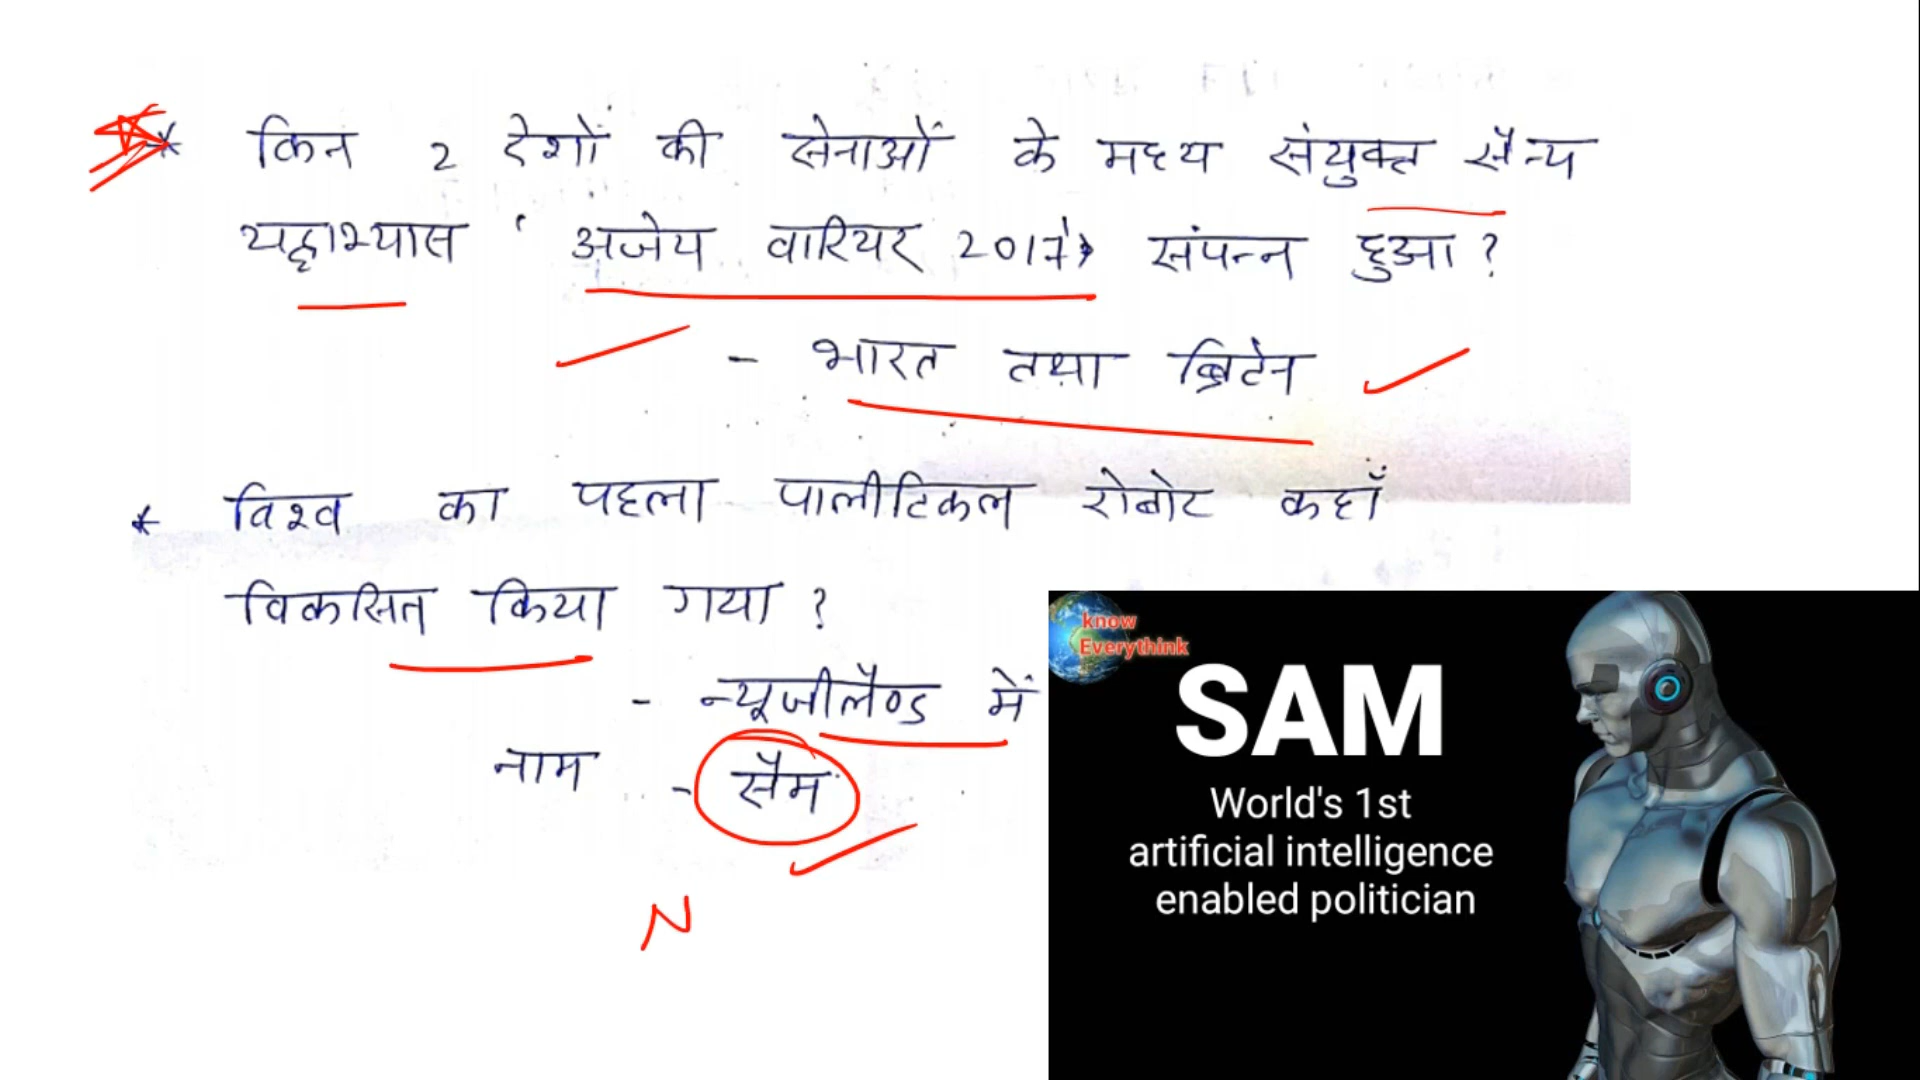 * किन 2 देशों की सेनाओं के मध्य संयुक्त सैन्य
'अजेय वारियर 2017' संपन्न हुआ ?
- भारत तथा ब्रिटेन
* विश्व का पहला पालीटिकल रोबोट कहाँ
विकसित किया गया ?
- न्यूजीलैण्ड में
नाम - सैम
N
know
Everythink
SAM
World's 1st
artificial intelligence
enabled politician